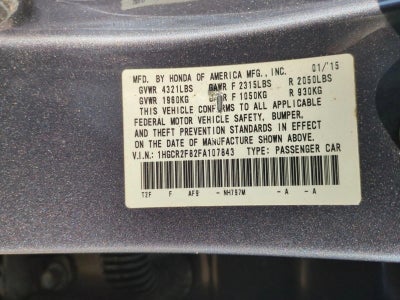 MFD. BY HONDA OF AMERICA MFG., INC. 01/'15
GVWR 4321LBS GAWR F 2315LBS R 2050LBS
GVWR 1960KG GAWR F 1050KG R 930KG
THIS VEHICLE CONFORMS TO ALL APPLICABLE
FEDERAL MOTOR VEHICLE SAFETY, BUMPER,
AND THEFT PREVENTION STANDARDS IN EFFECT
ON THE DATE OF MANUFACTURE SHOWN ABOVE.
V.I.N.: 1HGCR2F82FA107843 TYPE: PASSENGER CAR
T2F F AF9 - NH797M - A - A